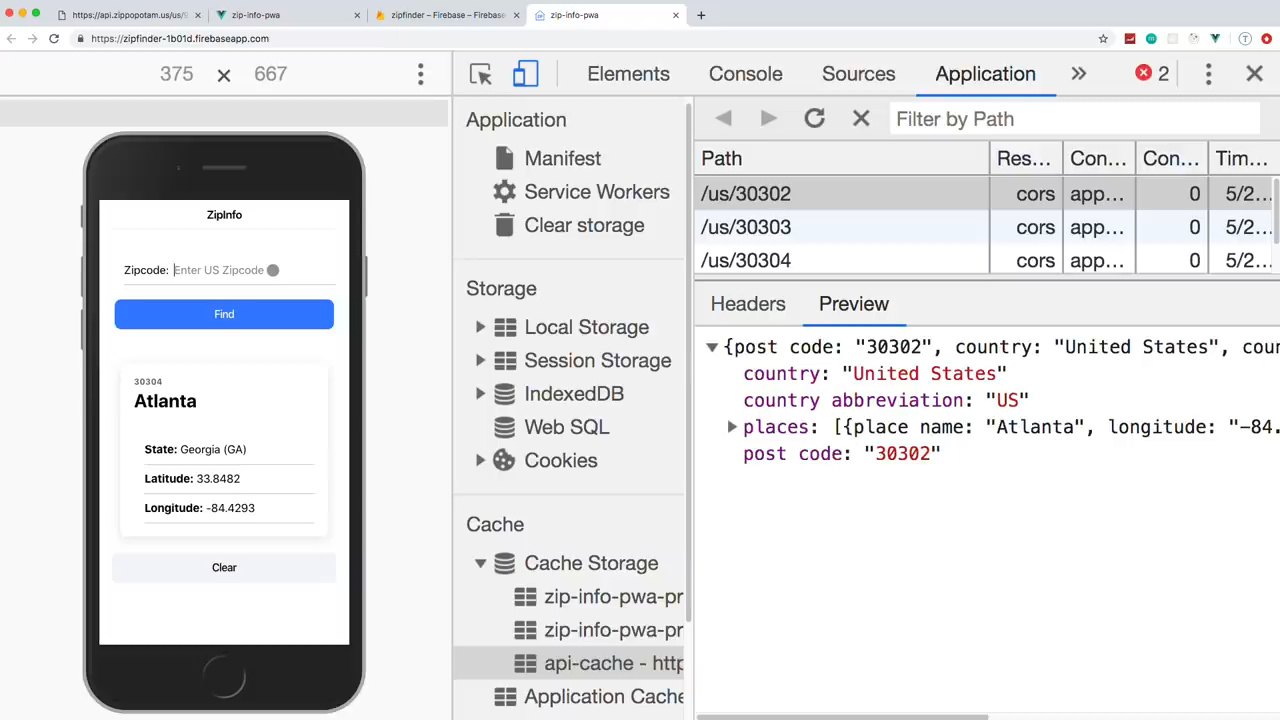 https://api.zippopotam.us/us/
zip-info-pwa
zipfinder – Firebase – Firebase
zip-info-pwa
https://zipfinder-1b01d.firebaseapp.com
375
667
Elements
Console
Sources
Application
2
Application
Manifest
Service Workers
Clear storage
Storage
Local Storage
Session Storage
IndexedDB
Web SQL
Cookies
Cache
Cache Storage
zip-info-pwa-pr
zip-info-pwa-pr
api-cache - http
Application Cache
Filter by Path
Path Res... Con... Con... Tim...
/us/30302 cors app... 0 5/2...
/us/30303 cors app... 0 5/2...
/us/30304 cors app... 0 5/2...
Headers Preview
{post code: "30302", country: "United States", cou
country: "United States"
country abbreviation: "US"
places: [{place name: "Atlanta", longitude: "-84.
post code: "30302"
ZipInfo
Zipcode: Enter US Zipcode
Find
30304
Atlanta
State: Georgia (GA)
Latitude: 33.8482
Longitude: -84.4293
Clear